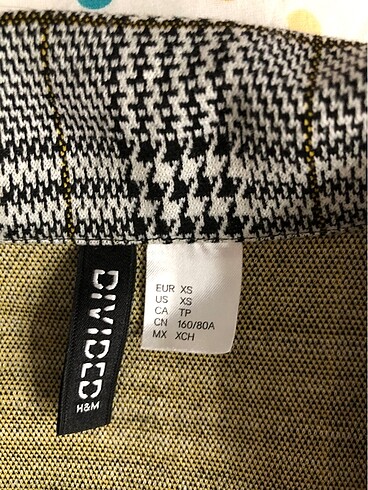 DIVIDED
H&M
EUR XS
US XS
CA TP
CN 160/80A
MX XCH